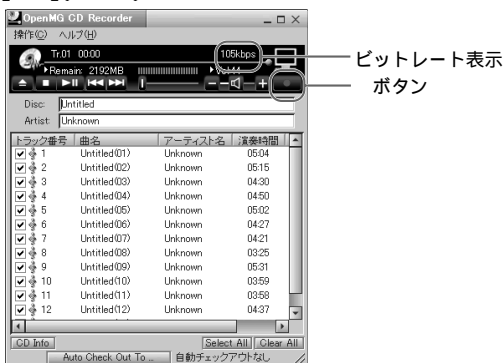 OpenMG CD Recorder
操作(C) ヘルプ(H)
Tr.01 00:00 105kbps
Remain: 2192MB
ビットレート表示
ボタン
Disc: Untitled
Artist: Unknown
トラック番号 曲名 アーティスト名 演奏時間
1 Untitled(01) Unknown 05:04
2 Untitled(02) Unknown 05:15
3 Untitled(03) Unknown 04:30
4 Untitled(04) Unknown 04:50
5 Untitled(05) Unknown 05:02
6 Untitled(06) Unknown 04:27
7 Untitled(07) Unknown 04:21
8 Untitled(08) Unknown 03:25
9 Untitled(09) Unknown 05:31
10 Untitled(10) Unknown 03:59
11 Untitled(11) Unknown 03:58
12 Untitled(12) Unknown 04:37
CD Info Select All Clear All
Auto Check Out To ... 自動チェックアウトなし